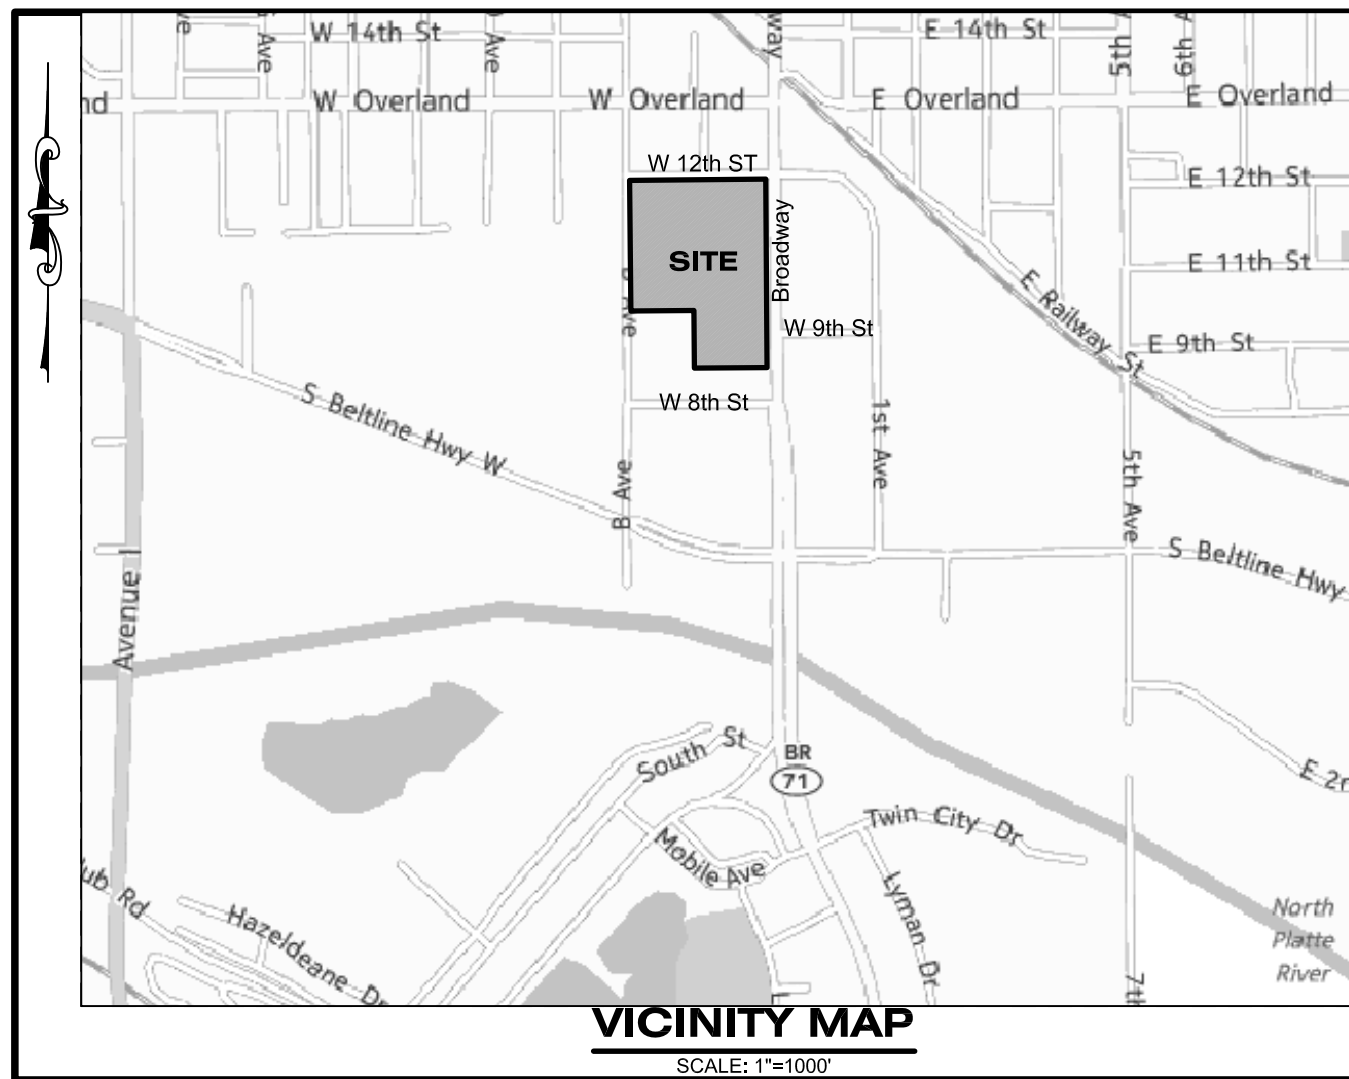 W 14th St
Ave
Ave
E 14th St
5th
6th
W Overland
W Overland
E Overland
E Overland
W 12th ST
E 12th St
SITE
Broadway
E 11th St
E Railway St
W 9th St
E 9th St
W 8th St
S Beltline Hwy W
1st Ave
B Ave
5th Ave
S Beltline Hwy
Avenue I
South St
BR
71
Twin City Dr
Mobile Ave
Lyman Dr
Rd
Hazeldeane Dr
North
Platte
River
VICINITY MAP
SCALE: 1"=1000'